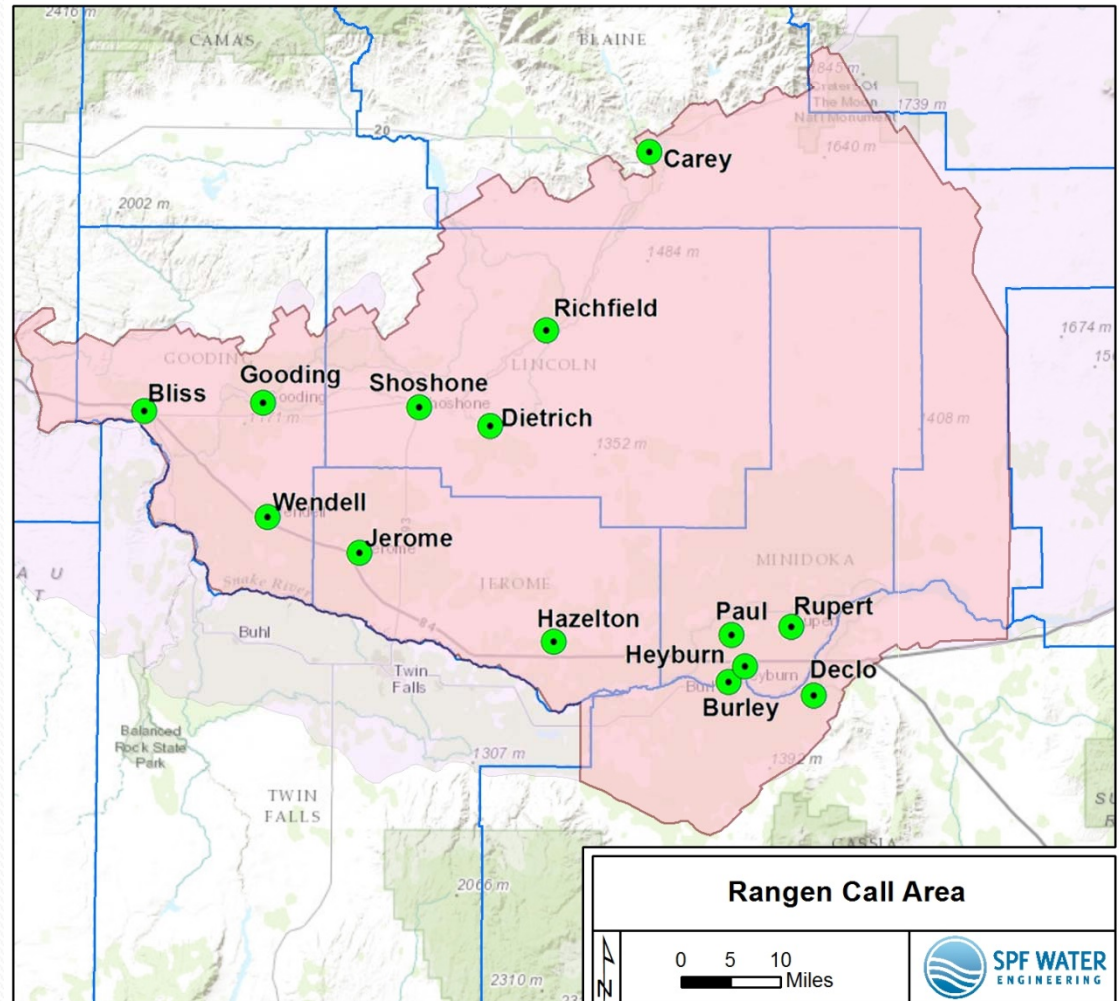 2416 m
CAMAS
BLAINE
1845 m
Craters Of
The Moon
Nat'l Monument
1739 m
20
1640 m
Carey
2002 m
1484 m
Richfield
1674 m
GOODING
LINCOLN
Gooding
Shoshone
Bliss
Dietrich
1408 m
1352 m
Wendell
93
Jerome
MINIDOKA
A U
T
Snake River
JEROME
Paul
Rupert
84
Hazelton
Buhl
Heyburn
Declo
Twin
Falls
Burley
Balanced
Rock State
Park
1307 m
1392 m
TWIN
FALLS
CASSIA
2066 m
Rangen Call Area
N
0 5 10
Miles
SPF WATER
ENGINEERING
2310 m